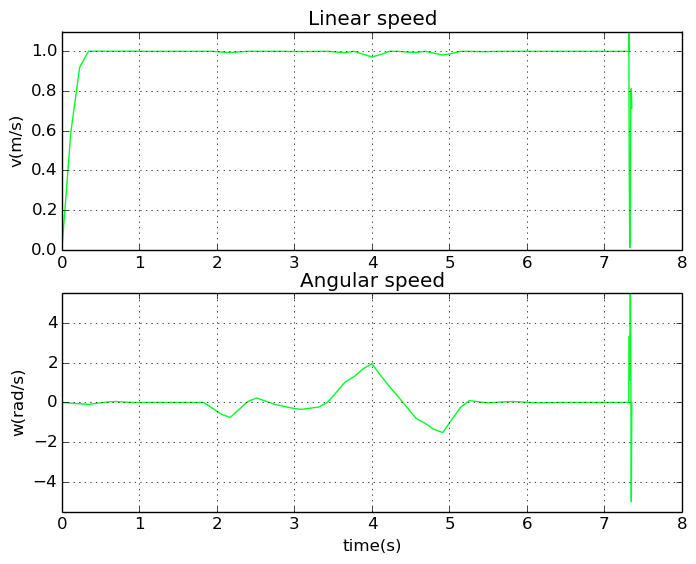 Linear speed
v(m/s)
1.0
0.8
0.6
0.4
0.2
0.0
0 1 2 3 4 5 6 7 8
Angular speed
w(rad/s)
4
2
0
−2
−4
0 1 2 3 4 5 6 7 8
time(s)